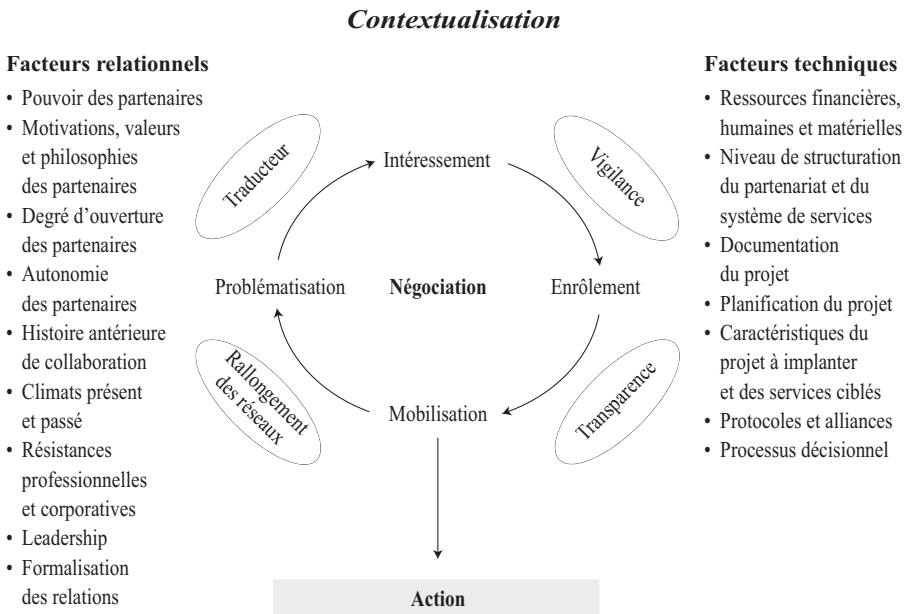 Contextualisation
Facteurs relationnels
• Pouvoir des partenaires
• Motivations, valeurs
et philosophies
des partenaires
• Degré d’ouverture
des partenaires
• Autonomie
des partenaires
• Histoire antérieure
de collaboration
• Climats présent
et passé
• Résistances
professionnelles
et corporatives
• Leadership
• Formalisation
des relations
Traducteur
Intéressement
Vigilance
Problématisation
Négociation
Enrôlement
Rallongement
des réseaux
Mobilisation
Transparence
Action
Facteurs techniques
• Ressources financières,
humaines et matérielles
• Niveau de structuration
du partenariat et du
système de services
• Documentation
du projet
• Planification du projet
• Caractéristiques du
projet à implanter
et des services ciblés
• Protocoles et alliances
• Processus décisionnel